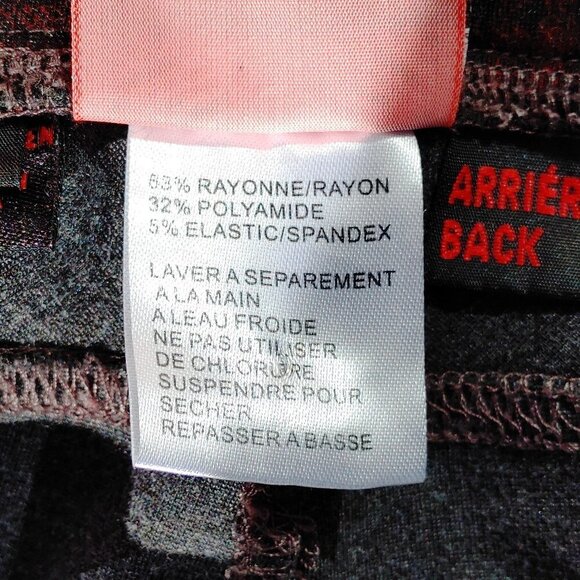 63% RAYONNE/RAYON
32% POLYAMIDE
5% ELASTIC/SPANDEX
LAVER A SEPAREMENT
A LA MAIN
A LEAU FROIDE
NE PAS UTILISER
DE CHLORURE
SUSPENDRE POUR
SECHER
REPASSER A BASSE
ARRIÉR
BACK